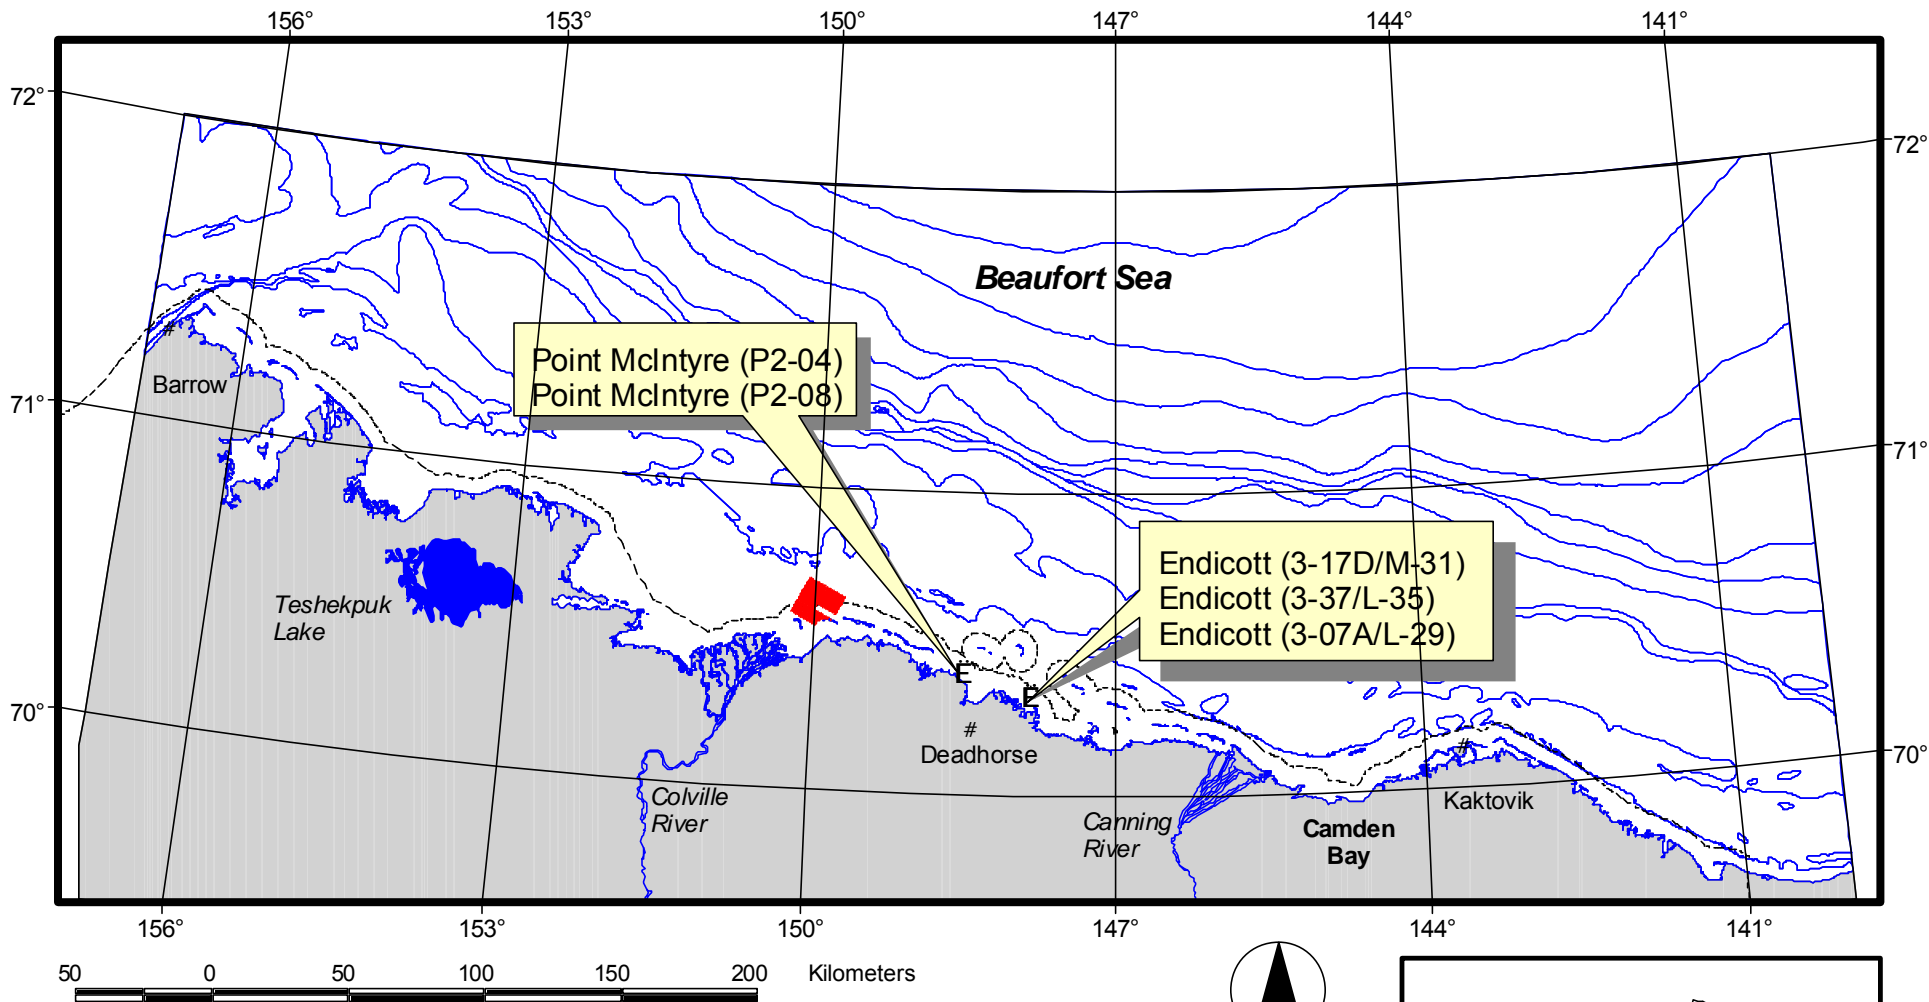 156°
153°
150°
147°
144°
141°
72°
72°
Beaufort Sea
Point McIntyre (P2-04)
Point McIntyre (P2-08)
#
Barrow
71°
71°
Endicott (3-17D/M-31)
Endicott (3-37/L-35)
Endicott (3-07A/L-29)
Teshekpuk
Lake
E
E
#
Deadhorse
#
Kaktovik
70°
70°
Colville
River
Canning
River
Camden
Bay
156°
153°
150°
147°
144°
141°
50 0 50 100 150 200 Kilometers